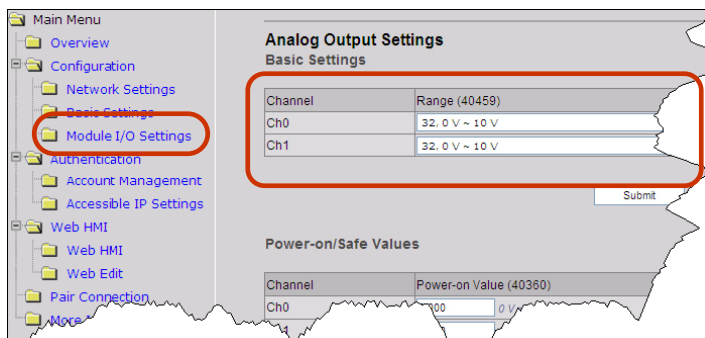 Main Menu
Overview
Configuration
Network Settings
Basic Settings
Module I/O Settings
Authentication
Account Management
Accessible IP Settings
Web HMI
Web HMI
Web Edit
Pair Connection
More
Analog Output Settings
Basic Settings
Channel Range (40459)
Ch0 32, 0 V ~ 10 V
Ch1 32, 0 V ~ 10 V
Submit
Power-on/Safe Values
Channel Power-on Value (40360)
Ch0 0 V